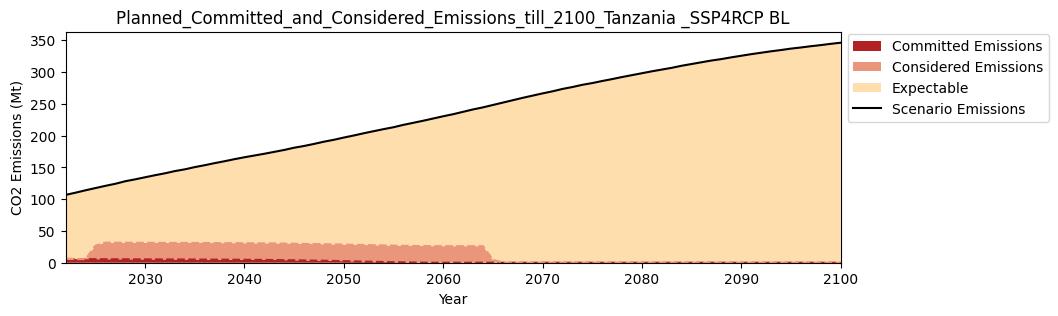 Planned_Committed_and_Considered_Emissions_till_2100_Tanzania _SSP4RCP BL
Committed Emissions
Considered Emissions
Expectable
Scenario Emissions
CO2 Emissions (Mt)
350
300
250
200
150
100
50
0
2030
2040
2050
2060
2070
2080
2090
2100
Year